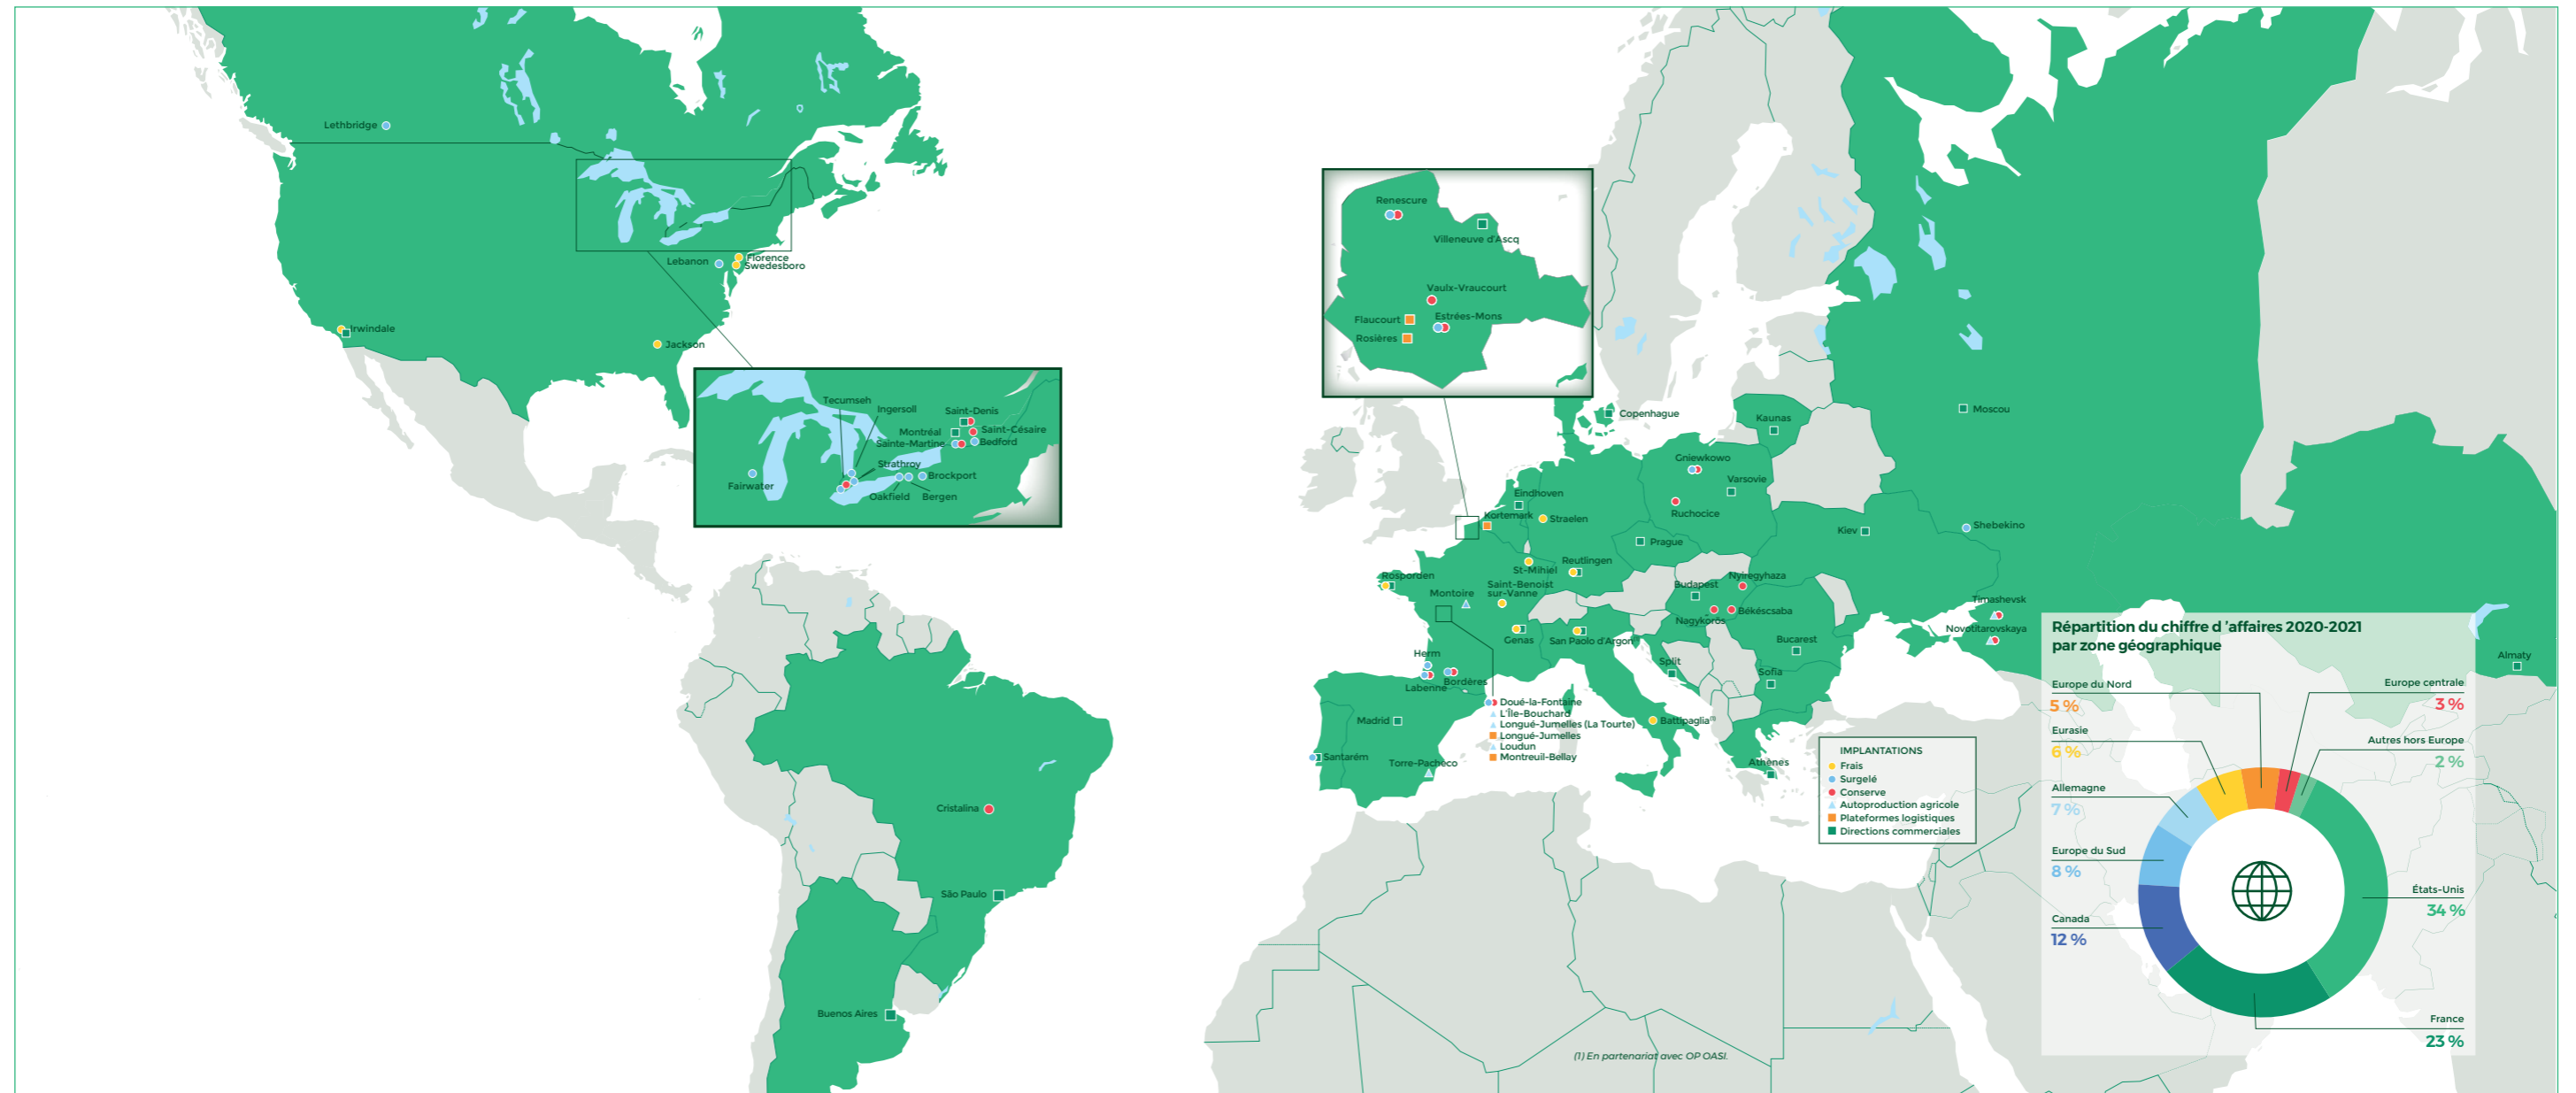 Lethbridge
Lebanon
Florence
Swedesboro
Irwindale
Jackson
Tecumseh
Ingersoll
Saint-Denis
Montréal
Saint-Césaire
Sainte-Martine
Bedford
Strathroy
Fairwater
Brockport
Oakfield
Bergen
Cristalina
São Paulo
Buenos Aires
Renescure
Villeneuve d'Ascq
Vaulx-Vraucourt
Flaucourt
Estrées-Mons
Rosières
Copenhague
Kaunas
Moscou
Gniewkowo
Varsovie
Eindhoven
Kortemark
Straelen
Ruchocice
Kiev
Shebekino
Prague
St-Mihiel
Reutlingen
Rosporden
Saint-Benoist
sur-Vanne
Montoire
Budapest
Nyiregyhaza
Békéscsaba
Nagykorös
Timashevsk
Novotitarovskaya
Genas
San Paolo d'Argon
Bucarest
Herm
Bordères
Labenne
Split
Sofia
Almaty
Doué-la-Fontaine
L'Île-Bouchard
Longué-Jumelles (La Tourte)
Longué-Jumelles
Loudun
Montreuil-Bellay
Madrid
Battipaglia(1)
Santarém
Torre-Pacheco
Athènes
IMPLANTATIONS
Frais
Surgelé
Conserve
Autoproduction agricole
Plateformes logistiques
Directions commerciales
Répartition du chiffre d 'affaires 2020-2021
par zone géographique
Europe du Nord
5 %
Europe centrale
3 %
Eurasie
6 %
Autres hors Europe
2 %
Allemagne
7 %
Europe du Sud
8 %
États-Unis
34 %
Canada
12 %
France
23 %
(1) En partenariat avec OP OASI.